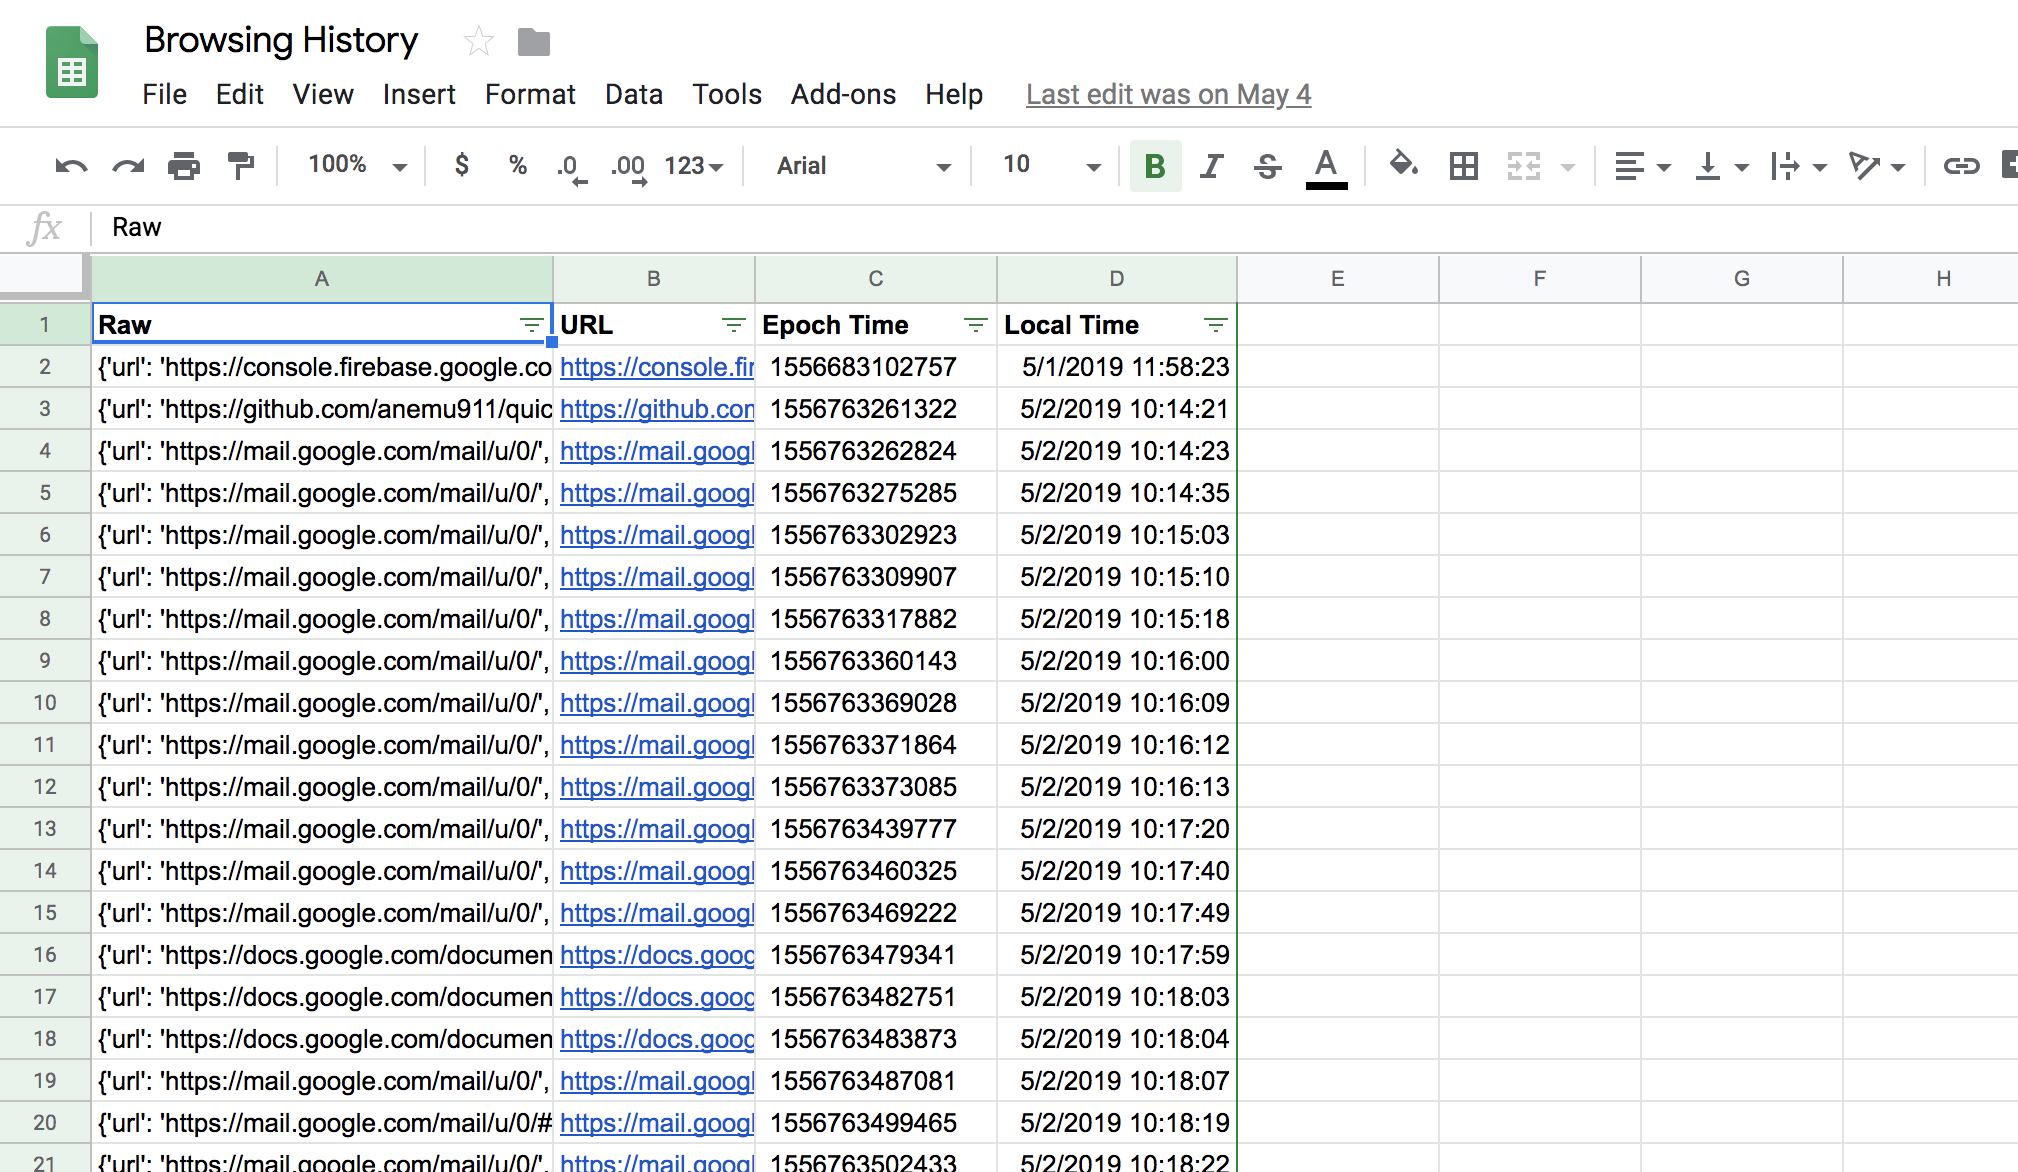 Browsing History
File Edit View Insert Format Data Tools Add-ons Help Last edit was on May 4
100% $ % .0 .00 123 Arial 10 B I S A
fx Raw
A B C D E F G H
1 Raw URL Epoch Time Local Time
2 {'url': 'https://console.firebase.google.co https://console.fir 1556683102757 5/1/2019 11:58:23
3 {'url': 'https://github.com/anemu911/quic https://github.com 1556763261322 5/2/2019 10:14:21
4 {'url': 'https://mail.google.com/mail/u/0/', https://mail.googl 1556763262824 5/2/2019 10:14:23
5 {'url': 'https://mail.google.com/mail/u/0/', https://mail.googl 1556763275285 5/2/2019 10:14:35
6 {'url': 'https://mail.google.com/mail/u/0/', https://mail.googl 1556763302923 5/2/2019 10:15:03
7 {'url': 'https://mail.google.com/mail/u/0/', https://mail.googl 1556763309907 5/2/2019 10:15:10
8 {'url': 'https://mail.google.com/mail/u/0/', https://mail.googl 1556763317882 5/2/2019 10:15:18
9 {'url': 'https://mail.google.com/mail/u/0/', https://mail.googl 1556763360143 5/2/2019 10:16:00
10 {'url': 'https://mail.google.com/mail/u/0/', https://mail.googl 1556763369028 5/2/2019 10:16:09
11 {'url': 'https://mail.google.com/mail/u/0/', https://mail.googl 1556763371864 5/2/2019 10:16:12
12 {'url': 'https://mail.google.com/mail/u/0/', https://mail.googl 1556763373085 5/2/2019 10:16:13
13 {'url': 'https://mail.google.com/mail/u/0/', https://mail.googl 1556763439777 5/2/2019 10:17:20
14 {'url': 'https://mail.google.com/mail/u/0/', https://mail.googl 1556763460325 5/2/2019 10:17:40
15 {'url': 'https://mail.google.com/mail/u/0/', https://mail.googl 1556763469222 5/2/2019 10:17:49
16 {'url': 'https://docs.google.com/documen https://docs.goog 1556763479341 5/2/2019 10:17:59
17 {'url': 'https://docs.google.com/documen https://docs.goog 1556763482751 5/2/2019 10:18:03
18 {'url': 'https://docs.google.com/documen https://docs.goog 1556763483873 5/2/2019 10:18:04
19 {'url': 'https://mail.google.com/mail/u/0/', https://mail.googl 1556763487081 5/2/2019 10:18:07
20 {'url': 'https://mail.google.com/mail/u/0/# https://mail.googl 1556763499465 5/2/2019 10:18:19
21 {'url': 'https://mail.google.com/mail/u/0/', https://mail.googl 1556763502433 5/2/2019 10:18:22